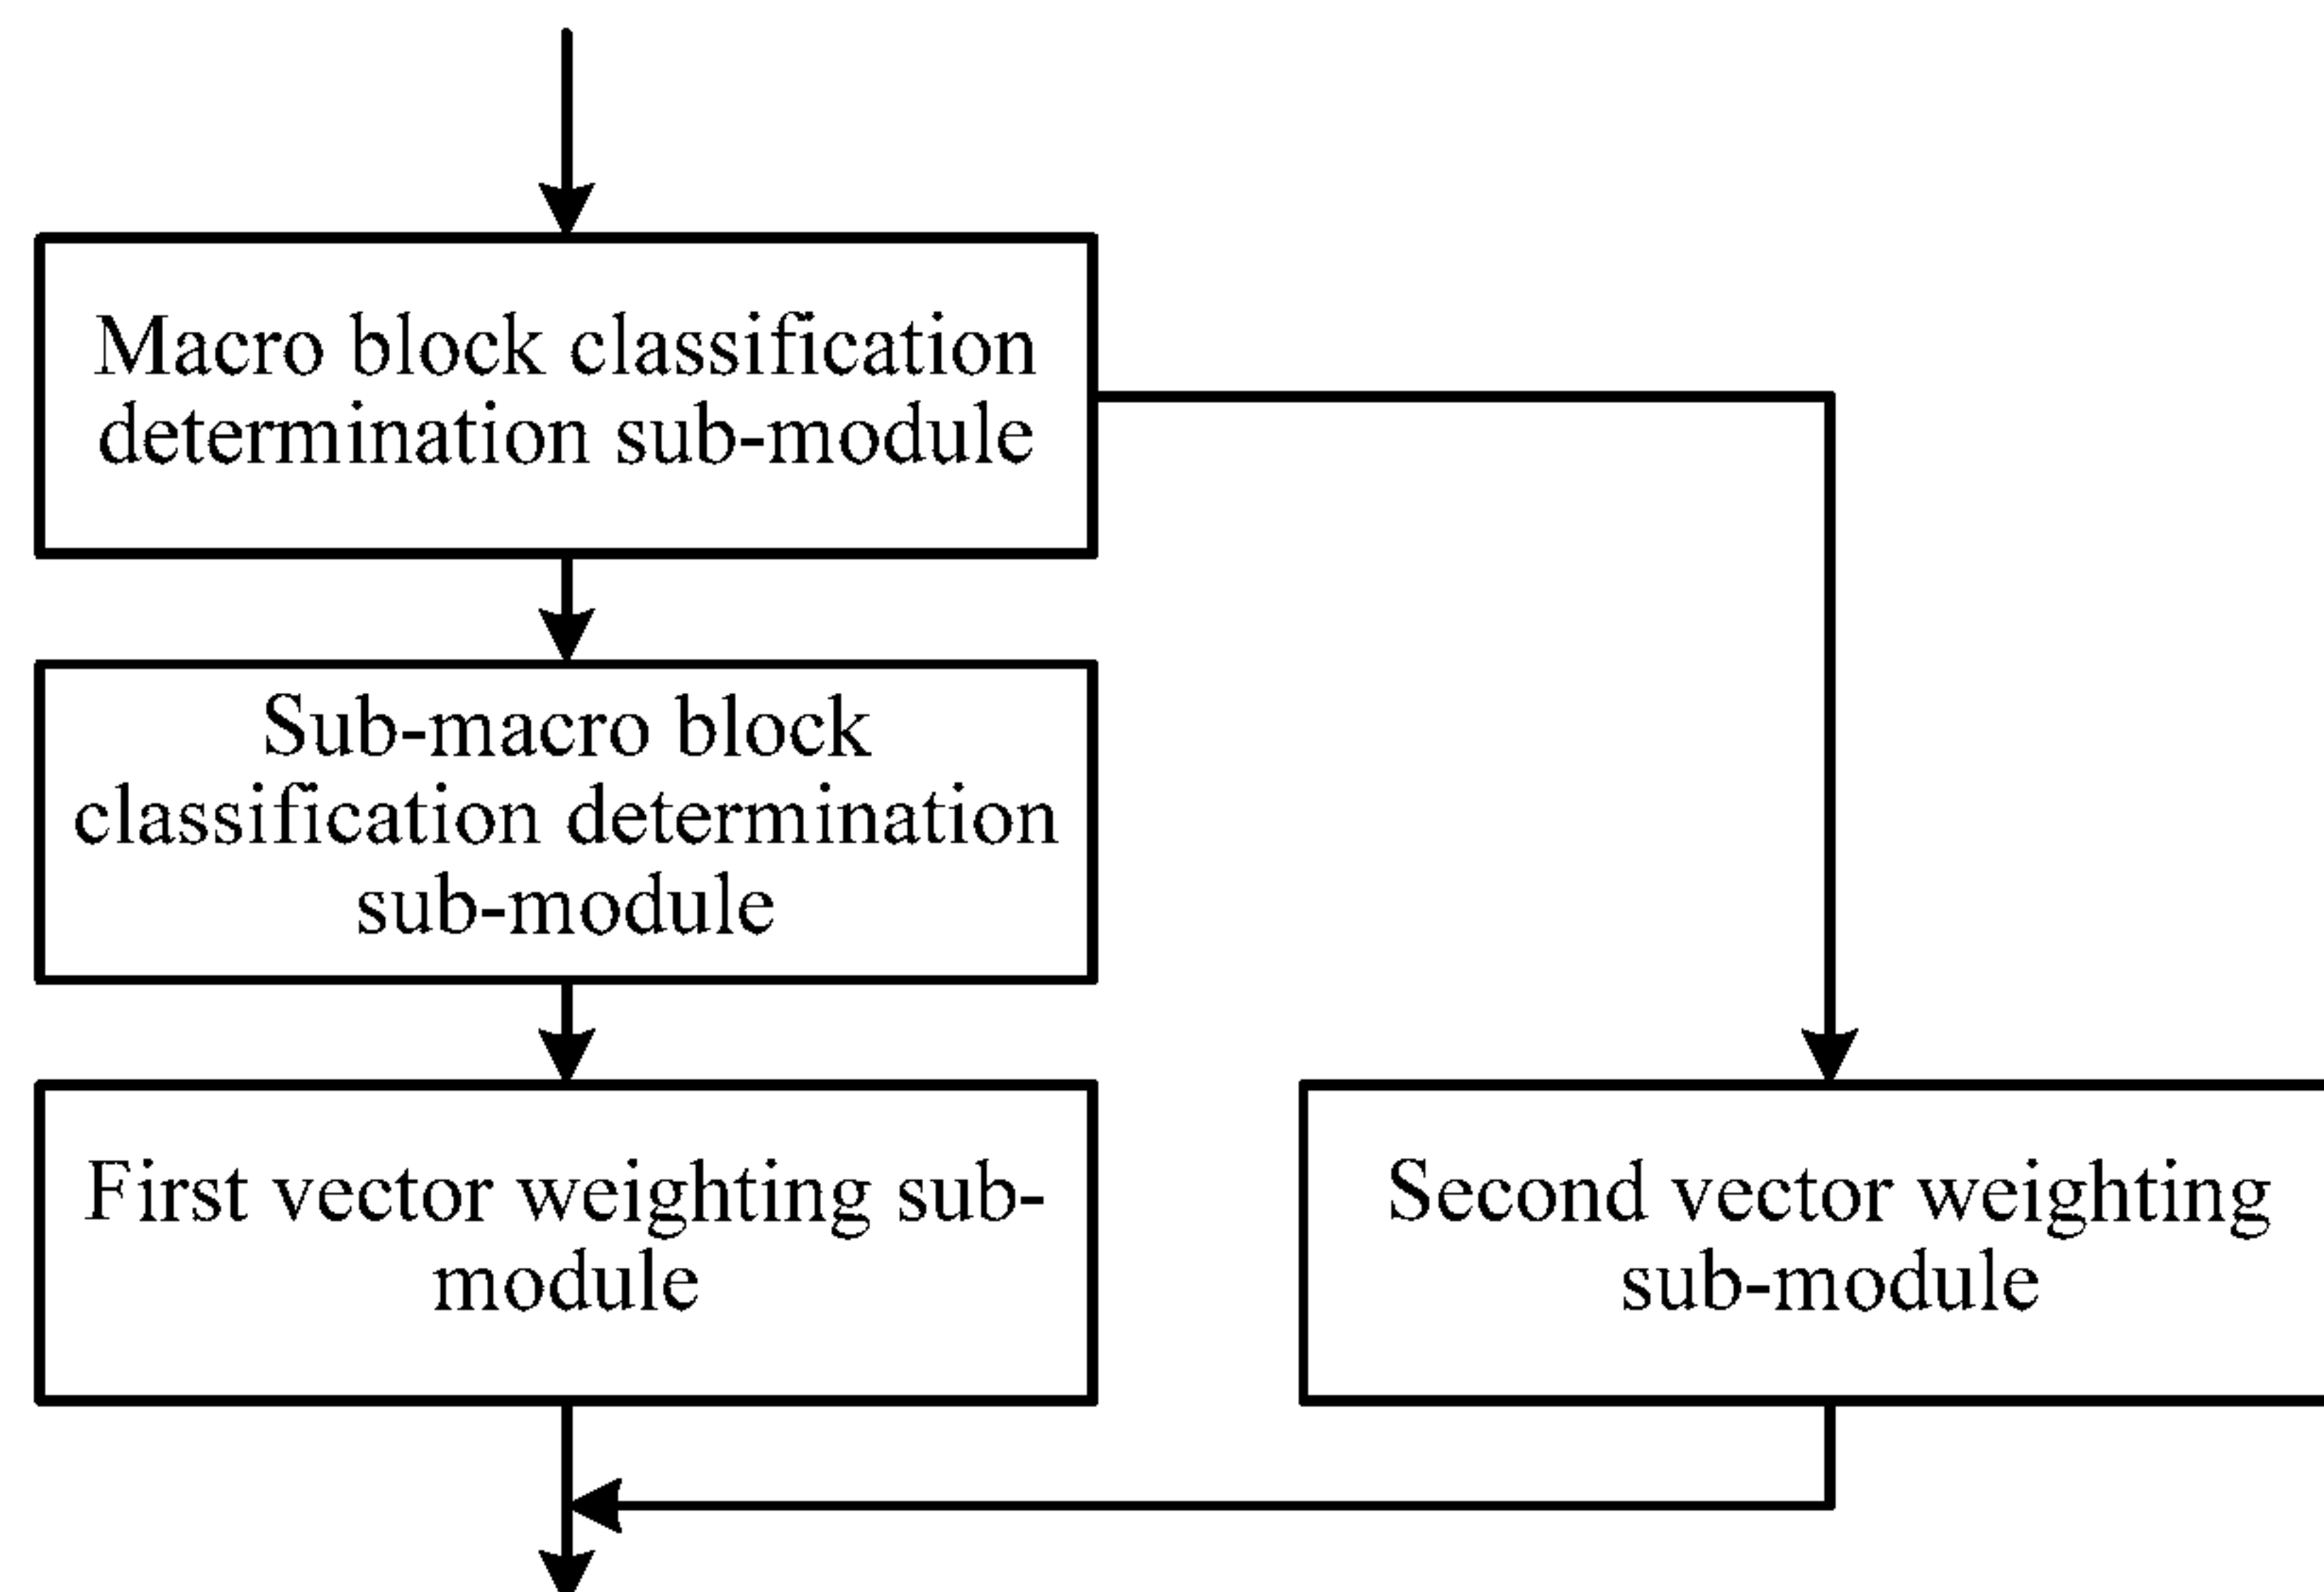 Macro block classification
determination sub-module
Sub-macro block
classification determination
sub-module
First vector weighting sub-
module
Second vector weighting
sub-module